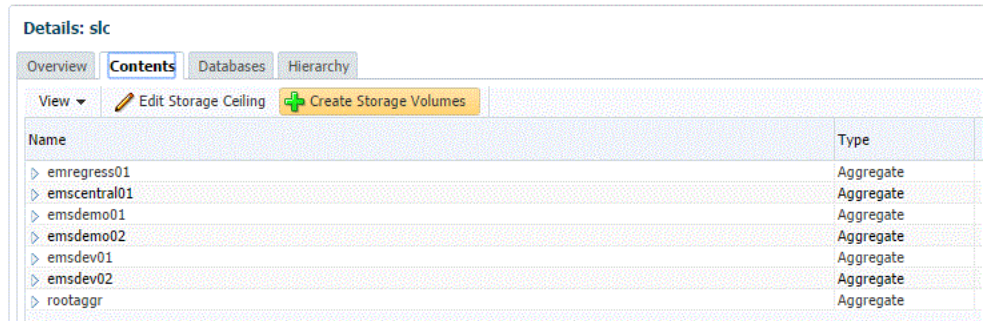 Details: slc
Overview Contents Databases Hierarchy
View Edit Storage Ceiling Create Storage Volumes
Name Type
emregress01 Aggregate
emscentral01 Aggregate
emsdemo01 Aggregate
emsdemo02 Aggregate
emsdev01 Aggregate
emsdev02 Aggregate
rootaggr Aggregate